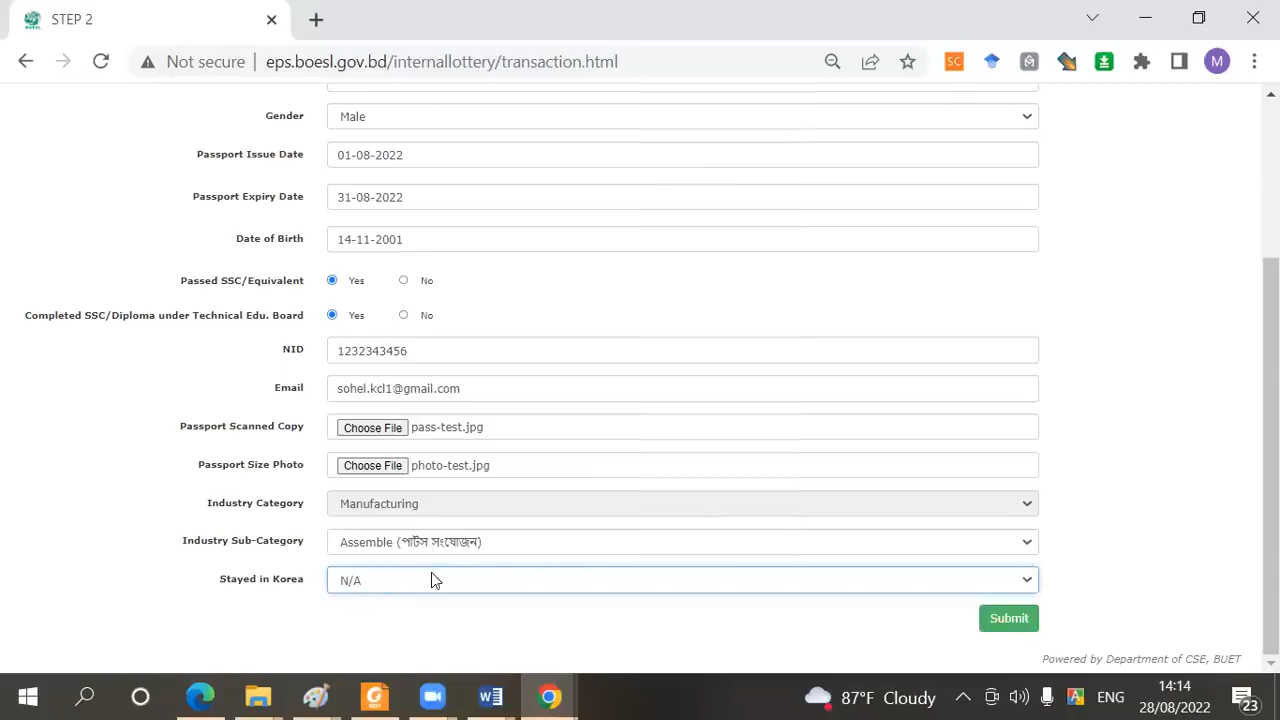 STEP 2
Not secure eps.boesl.gov.bd/internallottery/transaction.html
SC
M
Gender Male
Passport Issue Date 01-08-2022
Passport Expiry Date 31-08-2022
Date of Birth 14-11-2001
Passed SSC/Equivalent Yes No
Completed SSC/Diploma under Technical Edu. Board Yes No
NID 1232343456
Email sohel.kcl1@gmail.com
Passport Scanned Copy Choose File pass-test.jpg
Passport Size Photo Choose File photo-test.jpg
Industry Category Manufacturing
Industry Sub-Category Assemble (পার্টস সংযোজন)
Stayed in Korea N/A
Submit
Powered by Department of CSE, BUET
87°F Cloudy ENG 14:14
28/08/2022 23